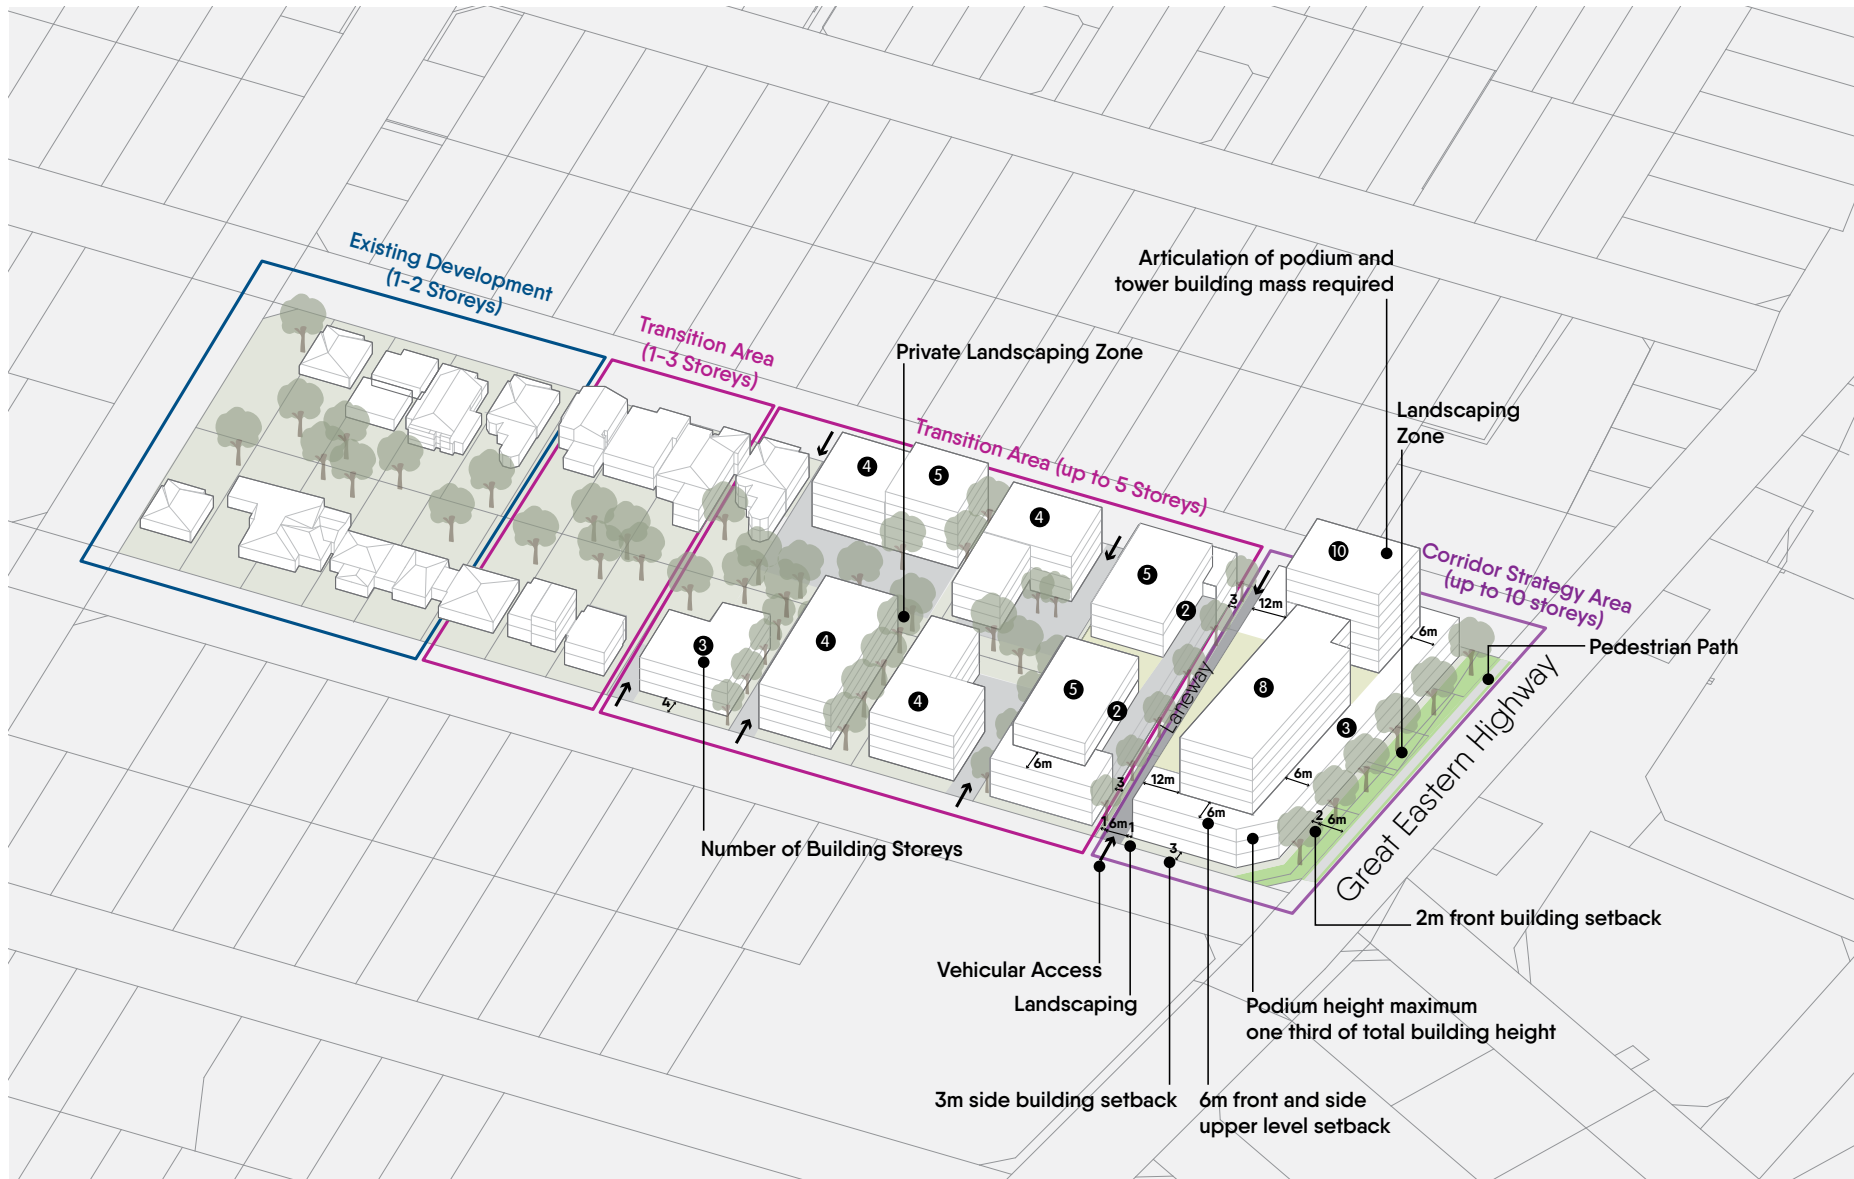 Existing Development
(1-2 Storeys)
Transition Area
(1-3 Storeys)
Private Landscaping Zone
Transition Area (up to 5 Storeys)
Articulation of podium and
tower building mass required
Landscaping
Zone
Corridor Strategy Area
(up to 10 storeys)
Pedestrian Path
4
5
4
5
2
10
3
12m
6m
3
4
4
4
5
2
8
3
6m
3
12m
6m
6m
2
6m
1
6m
1
3
Laneway
Great Eastern Highway
Number of Building Storeys
2m front building setback
Vehicular Access
Landscaping
Podium height maximum
one third of total building height
3m side building setback
6m front and side
upper level setback